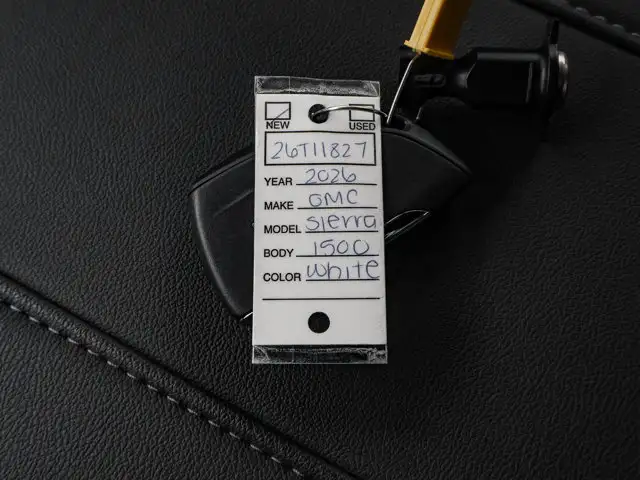 NEW USED
26T11827
YEAR 2026
MAKE GMC
MODEL Sierra
BODY 1500
COLOR White